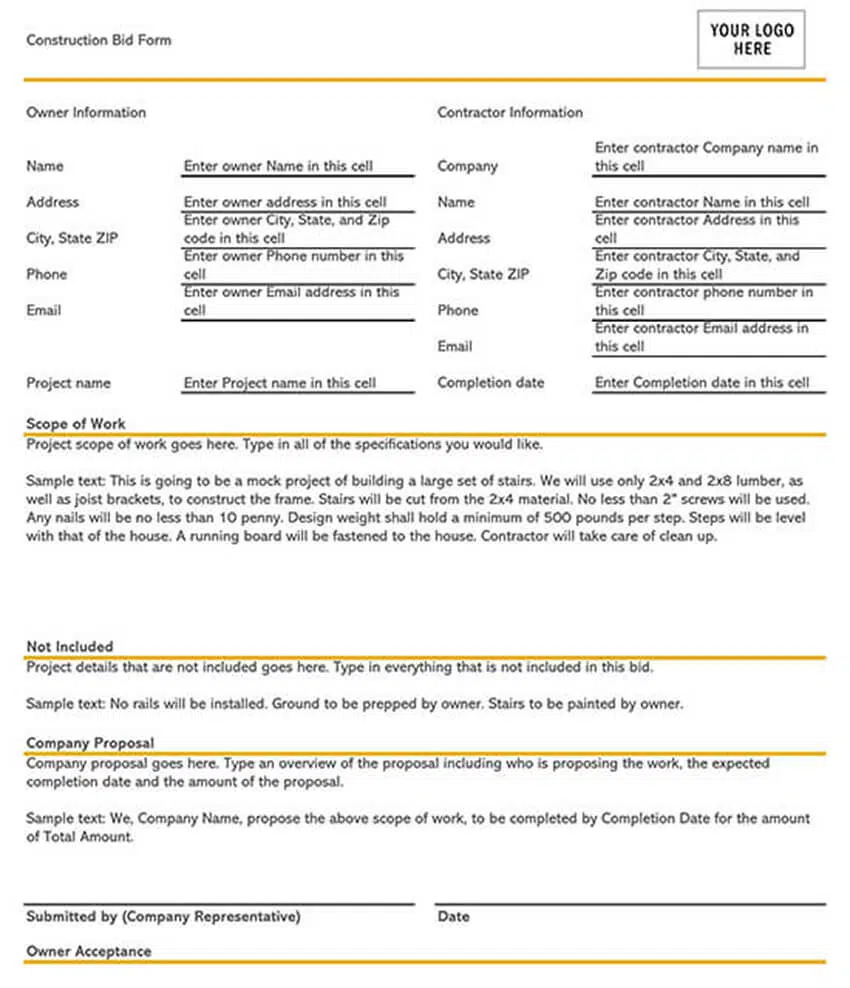 Construction Bid Form
YOUR LOGO
HERE
Owner Information
Contractor Information
Name
Enter owner Name in this cell
Company
Enter contractor Company name in
this cell
Address
Enter owner address in this cell
Name
Enter contractor Name in this cell
City, State ZIP
Enter owner City, State, and Zip
code in this cell
Address
Enter contractor Address in this
cell
Phone
Enter owner Phone number in this
cell
City, State ZIP
Enter contractor City, State, and
Zip code in this cell
Email
Enter owner Email address in this
cell
Phone
Enter contractor phone number in
this cell
Email
Enter contractor Email address in
this cell
Project name
Enter Project name in this cell
Completion date
Enter Completion date in this cell
Scope of Work
Project scope of work goes here. Type in all of the specifications you would like.
Sample text: This is going to be a mock project of building a large set of stairs. We will use only 2x4 and 2x8 lumber, as
well as joist brackets, to construct the frame. Stairs will be cut from the 2x4 material. No less than 2" screws will be used.
Any nails will be no less than 10 penny. Design weight shall hold a minimum of 500 pounds per step. Steps will be level
with that of the house. A running board will be fastened to the house. Contractor will take care of clean up.
Not Included
Project details that are not included goes here. Type in everything that is not included in this bid.
Sample text: No rails will be installed. Ground to be prepped by owner. Stairs to be painted by owner.
Company Proposal
Company proposal goes here. Type an overview of the proposal including who is proposing the work, the expected
completion date and the amount of the proposal.
Sample text: We, Company Name, propose the above scope of work, to be completed by Completion Date for the amount
of Total Amount.
Submitted by (Company Representative)
Date
Owner Acceptance